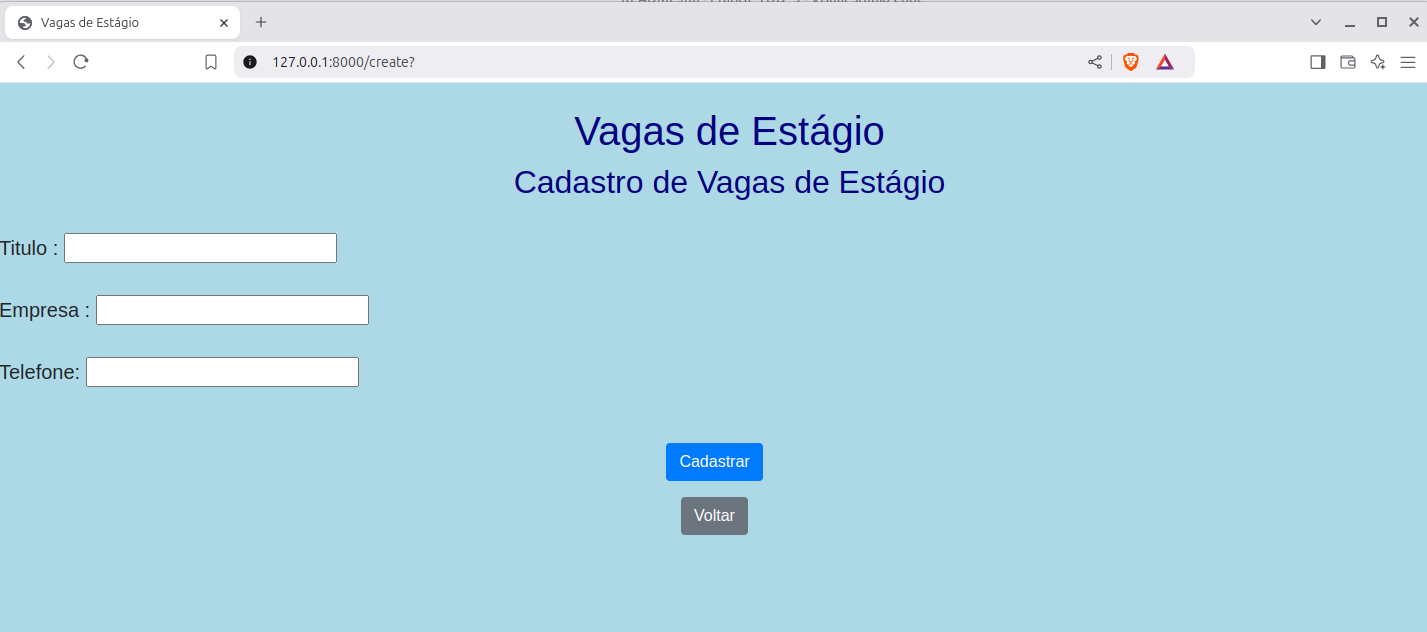 Vagas de Estágio
127.0.0.1:8000/create?
Vagas de Estágio
Cadastro de Vagas de Estágio
Titulo :
Empresa :
Telefone:
Cadastrar
Voltar